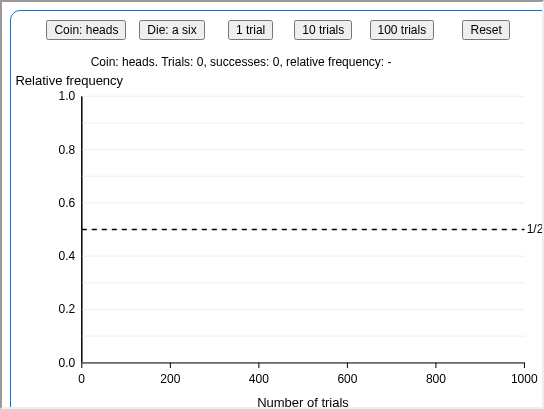 Coin: heads Die: a six 1 trial 10 trials 100 trials Reset
Coin: heads. Trials: 0, successes: 0, relative frequency: -
Relative frequency
1.0
0.8
0.6
1/2
0.4
0.2
0.0
0 200 400 600 800 1000
Number of trials